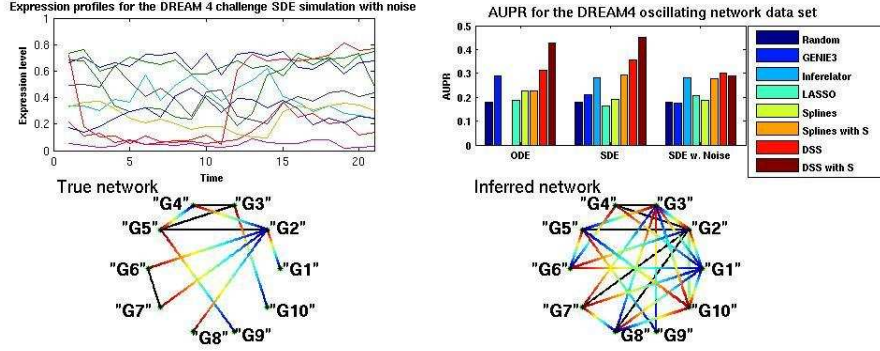 Expression profiles for the DREAM 4 challenge SDE simulation with noise
Expression level
1
0.8
0.6
0.4
0.2
0
0 5 10 15 20
Time
AUPR for the DREAM4 oscillating network data set
AUPR
0.5
0.4
0.3
0.2
0.1
0
ODE SDE SDE w. Noise
Random
GENIE3
Inferelator
LASSO
Splines
Splines with S
DSS
DSS with S
True network
"G4" "G3"
"G5" "G2"
"G6" "G1"
"G7" "G10"
"G8" "G9"
Inferred network
"G4" "G3"
"G5" "G2"
"G6" "G1"
"G7" "G10"
"G8" "G9"